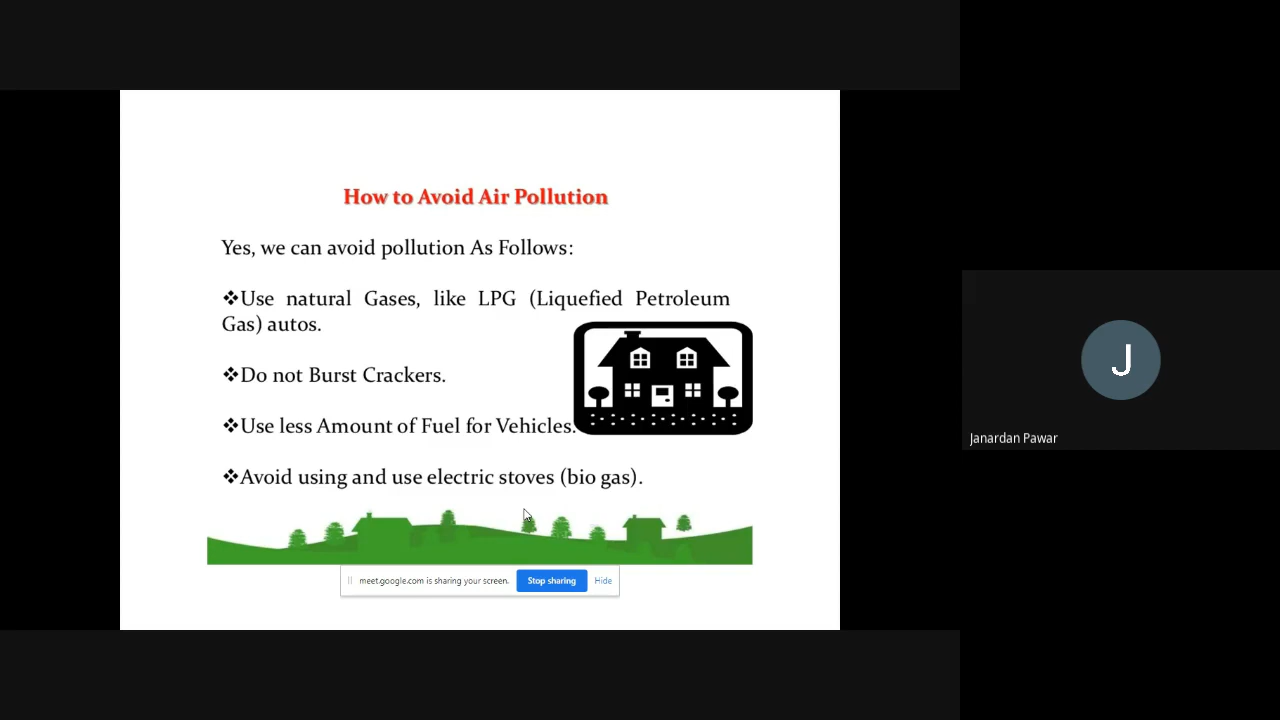 How to Avoid Air Pollution
Yes, we can avoid pollution As Follows:
❖Use natural Gases, like LPG (Liquefied Petroleum
Gas) autos.
❖Do not Burst Crackers.
❖Use less Amount of Fuel for Vehicles.
❖Avoid using and use electric stoves (bio gas).
meet.google.com is sharing your screen. Stop sharing Hide
J
Janardan Pawar